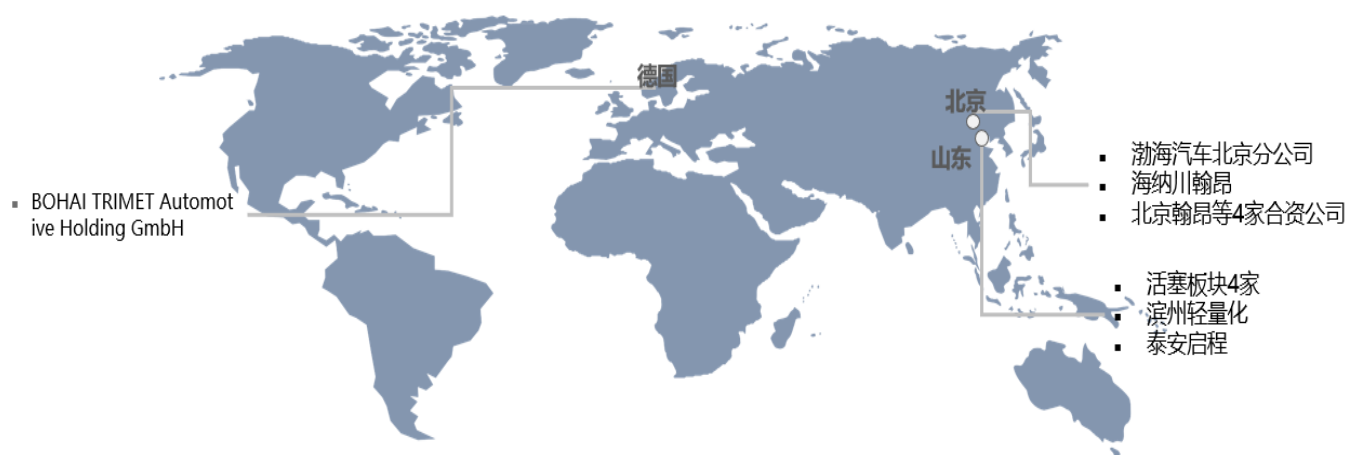 德国
北京
山东
▪ BOHAI TRIMET Automot
ive Holding GmbH
▪ 渤海汽车北京分公司
▪ 海纳川翰昂
▪ 北京翰昂等4家合资公司
▪ 活塞板块4家
▪ 滨州轻量化
▪ 泰安启程